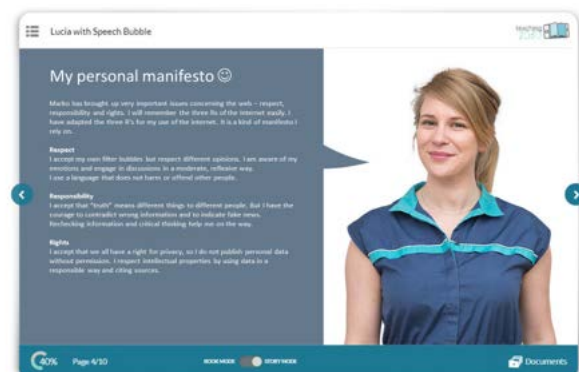 Lucia with Speech Bubble
teaching
My personal manifesto ☺
Marko has brought up very important issues concerning the web – respect,
responsibility and rights. I will remember the three Rs of the Internet easily. I
have adapted the three R's for my use of the internet. It is a kind of manifesto I
rely on.
Respect
I accept my own filter bubbles but respect different opinions. I am aware of my
emotions and engage in discussions in a moderate, reflexive way.
I use a language that does not harm or offend other people.
Responsibility
I accept that "truth" means different things to different people. But I have the
courage to contradict wrong information and to indicate fake news.
Rechecking information and critical thinking help me on the way.
Rights
I accept that we all have a right for privacy, so I do not publish personal data
without permission. I respect intellectual properties by using data in a
responsible way and citing sources.
40% Page 4/10 BOOK MODE STORY MODE Documents